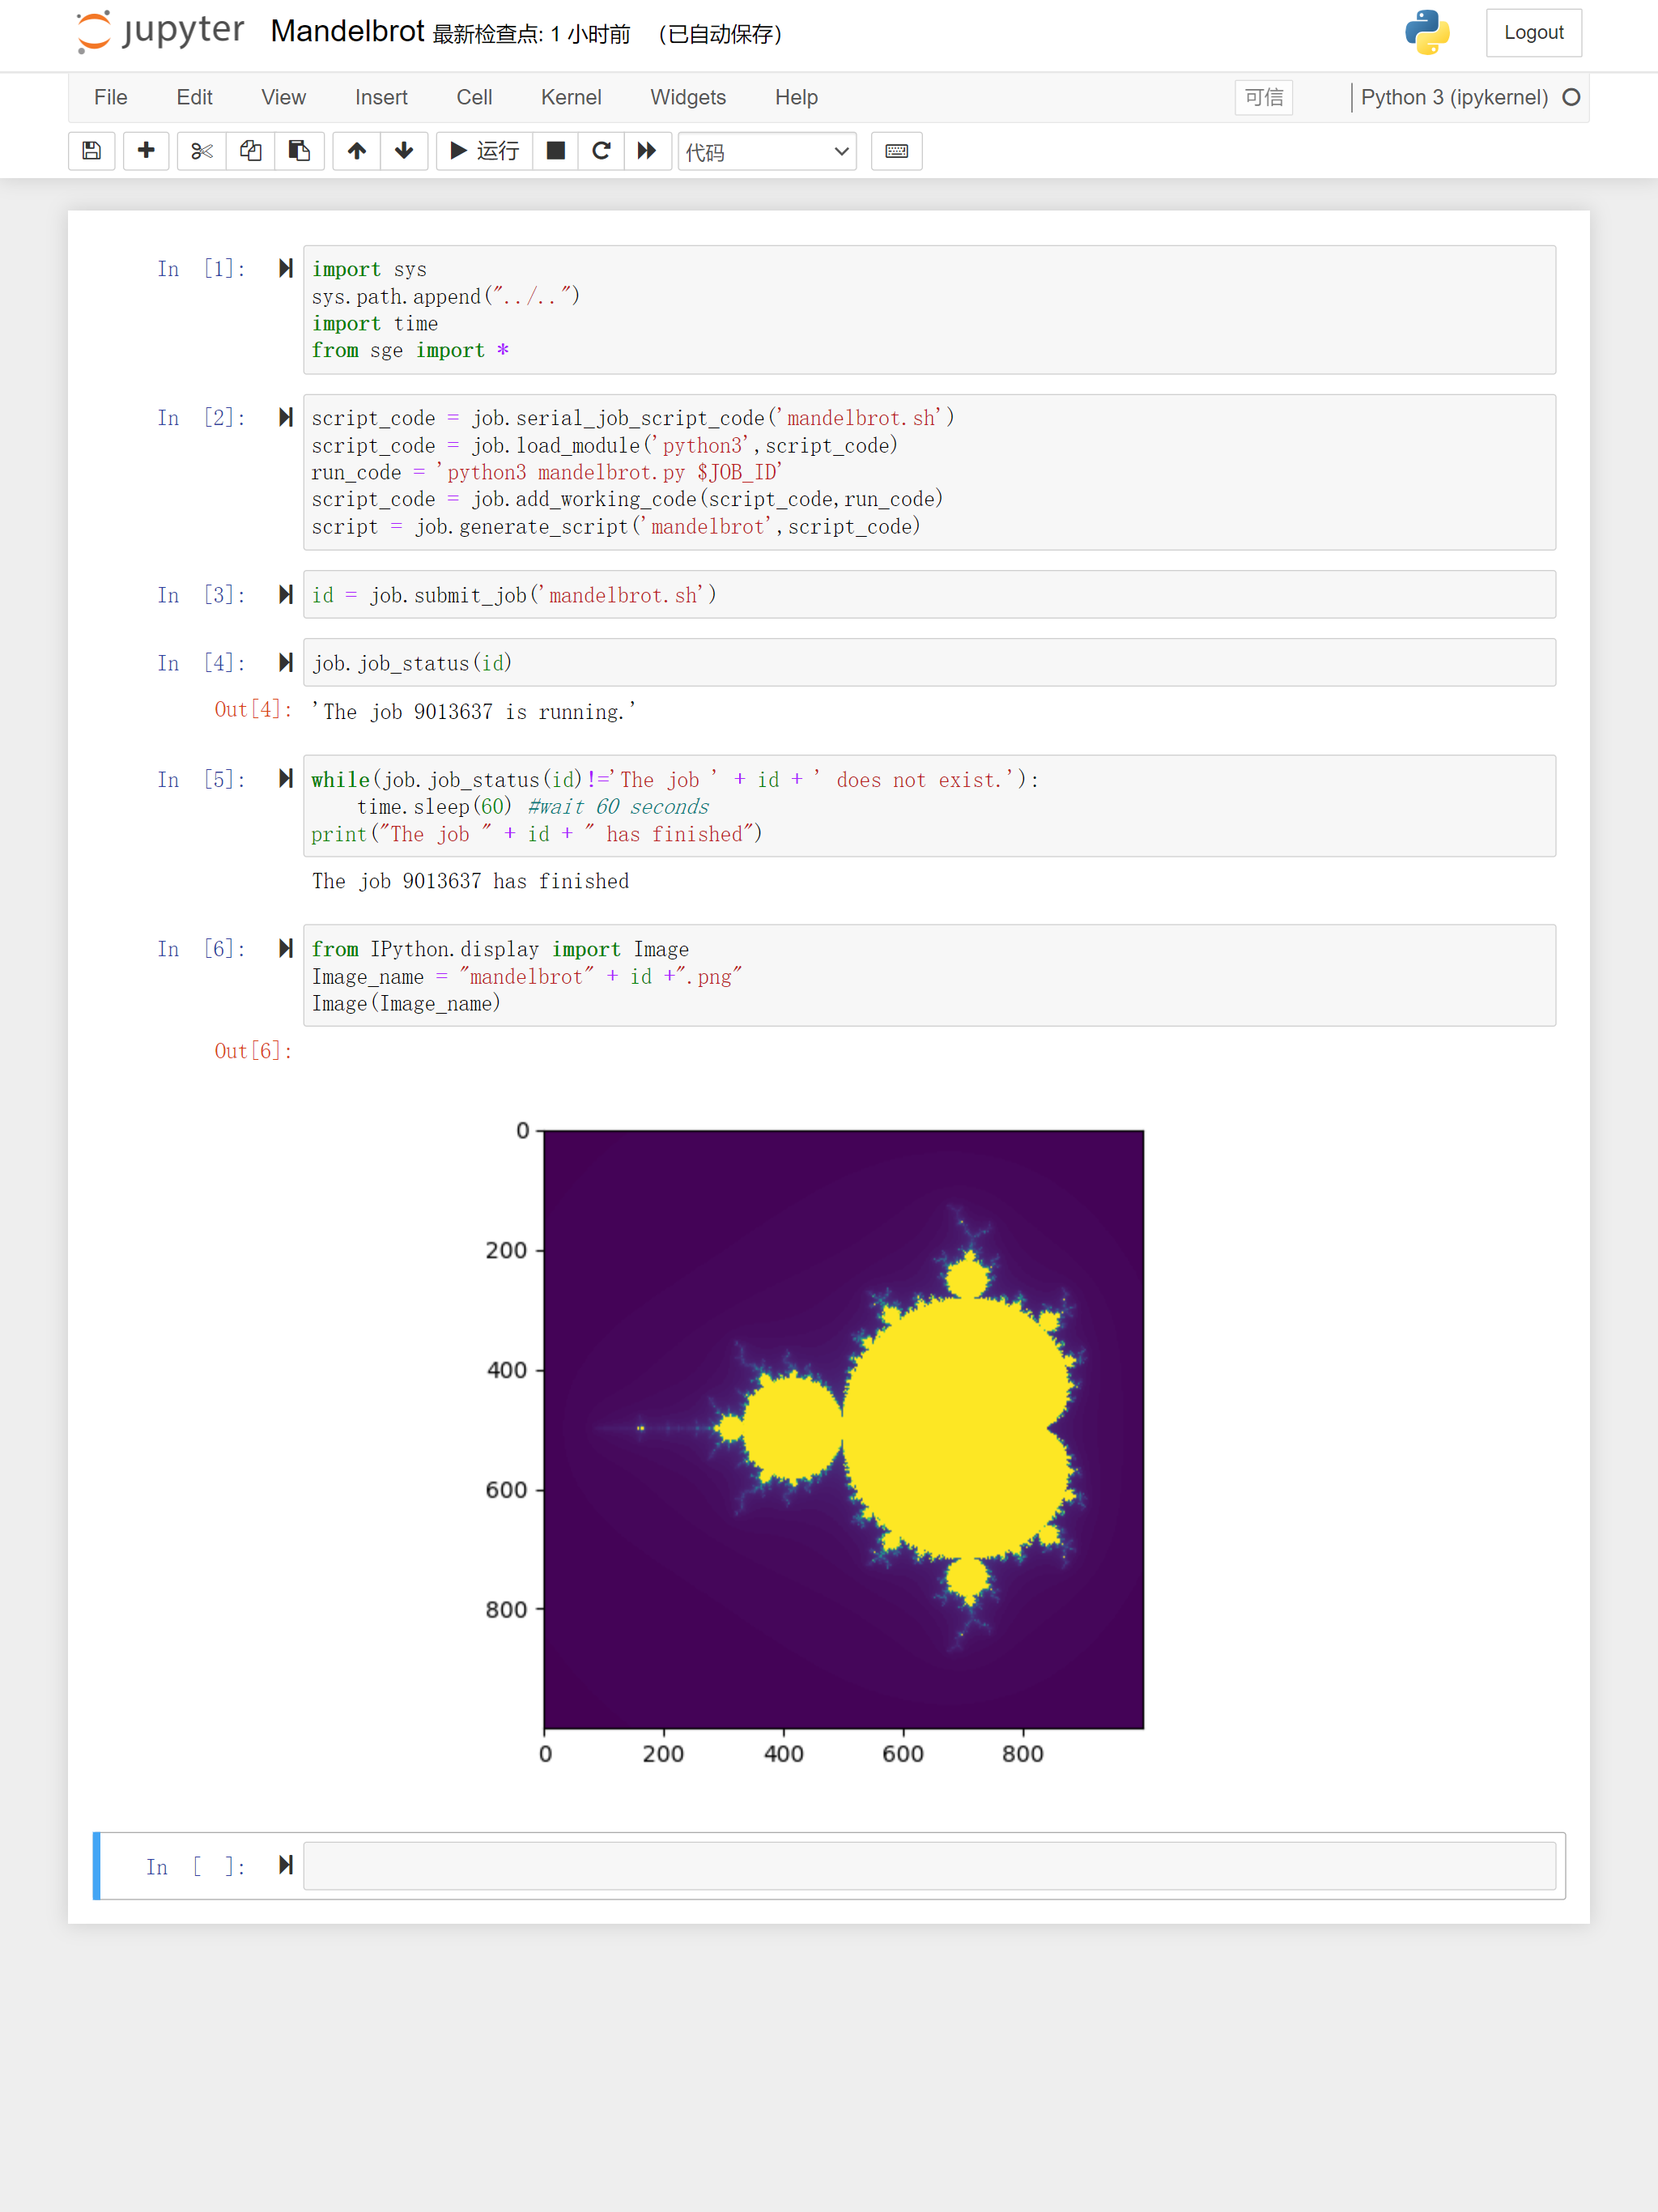 jupyter Mandelbrot 最新检查点: 1 小时前 (已自动保存) Logout
File Edit View Insert Cell Kernel Widgets Help 可信 Python 3 (ipykernel)
运行 代码
In [1]: import sys
sys.path.append("../..")
import time
from sge import *
In [2]: script_code = job.serial_job_script_code('mandelbrot.sh')
script_code = job.load_module('python3',script_code)
run_code = 'python3 mandelbrot.py $JOB_ID'
script_code = job.add_working_code(script_code,run_code)
script = job.generate_script('mandelbrot',script_code)
In [3]: id = job.submit_job('mandelbrot.sh')
In [4]: job.job_status(id)
Out[4]: 'The job 9013637 is running.'
In [5]: while(job.job_status(id)!='The job ' + id + ' does not exist.'):
    time.sleep(60) #wait 60 seconds
print("The job " + id + " has finished")
The job 9013637 has finished
In [6]: from IPython.display import Image
Image_name = "mandelbrot" + id +".png"
Image(Image_name)
Out[6]:
0
200
400
600
800
0 200 400 600 800
In [ ]: